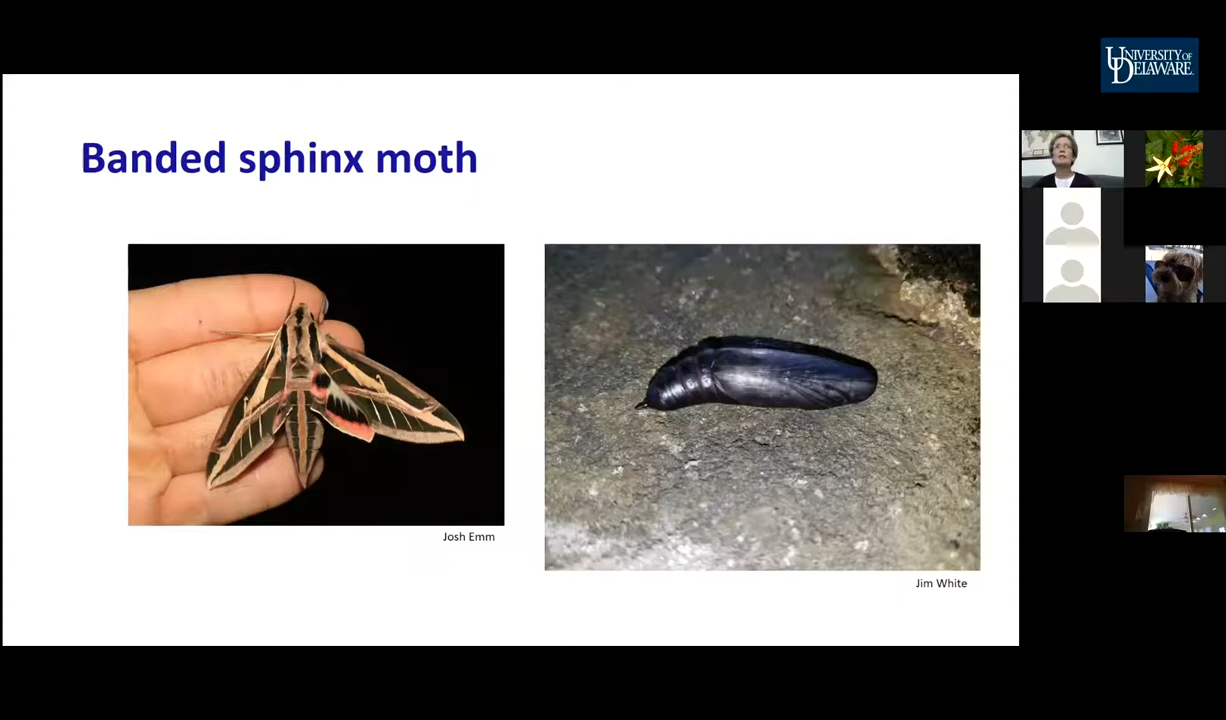 UNIVERSITY OF
DELAWARE
Banded sphinx moth
Josh Emm
Jim White